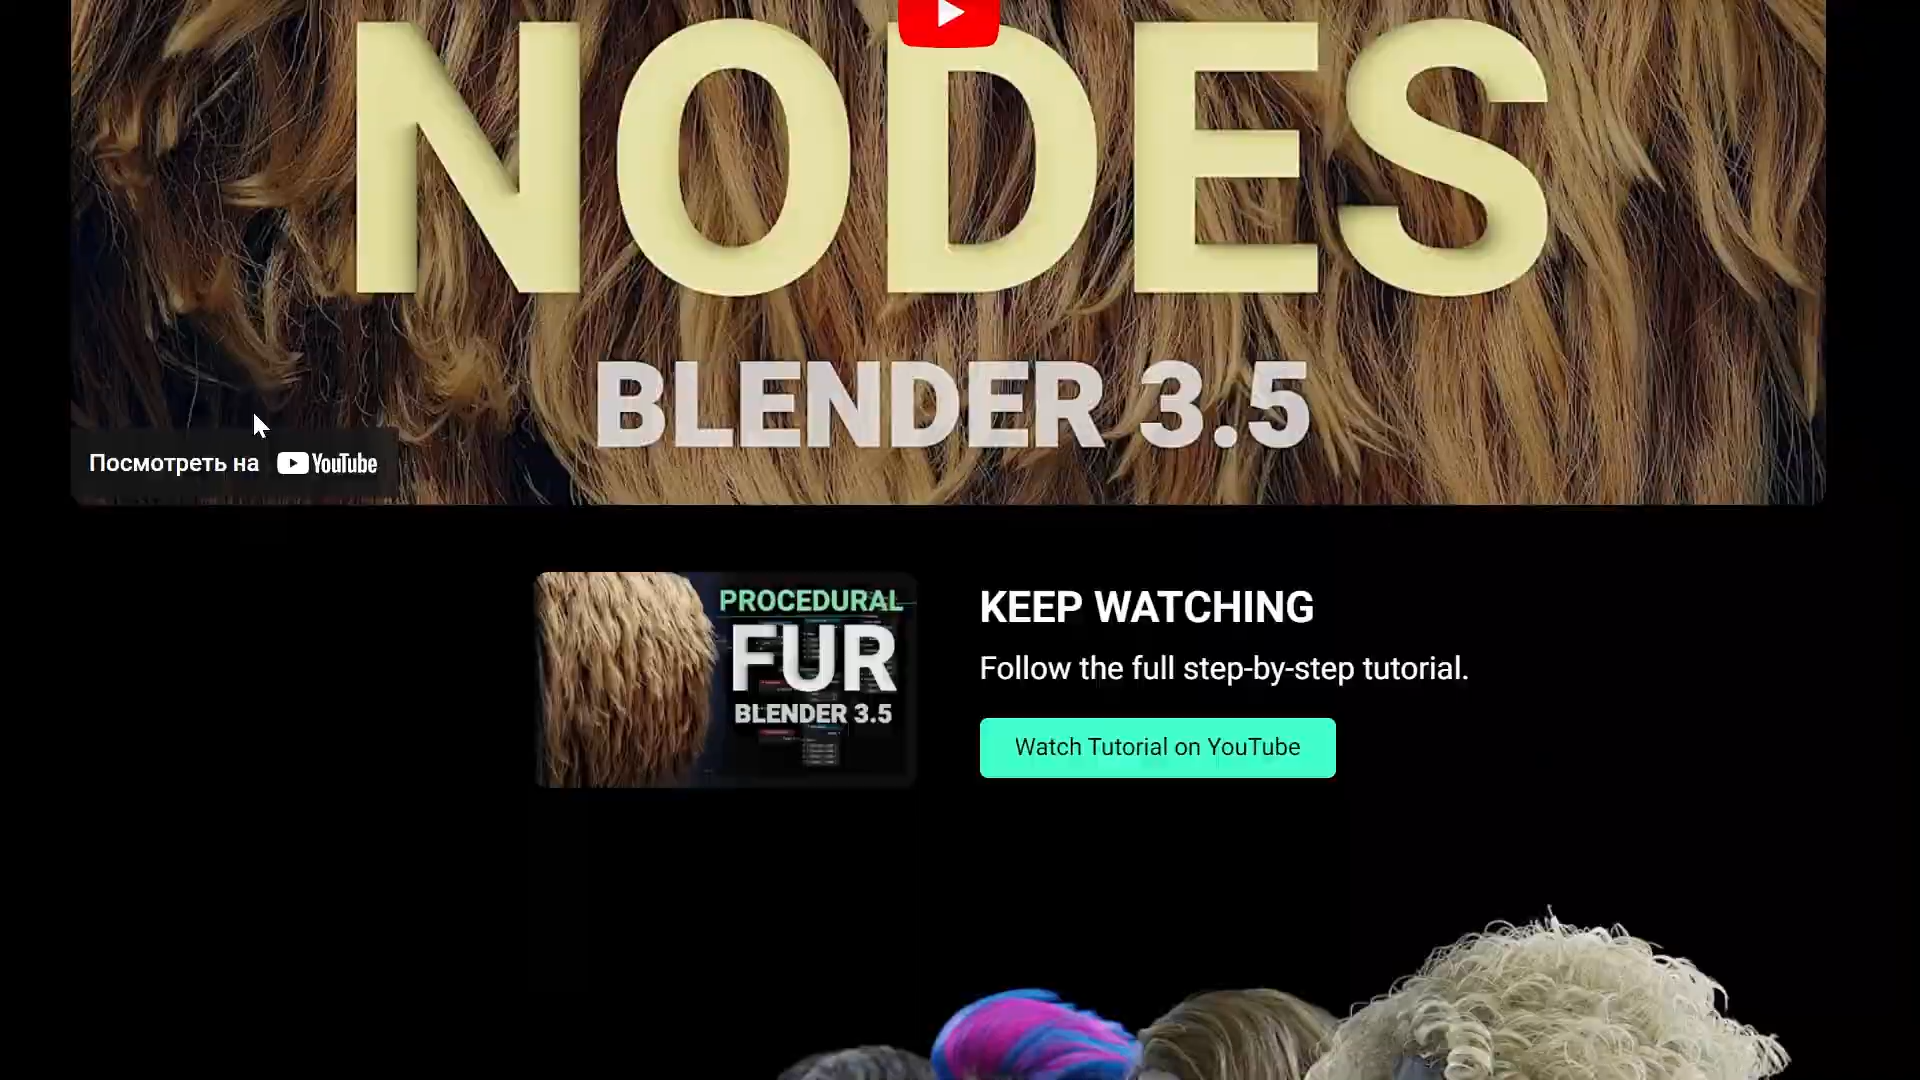 NODES
BLENDER 3.5
Посмотреть на YouTube
PROCEDURAL
FUR
BLENDER 3.5
KEEP WATCHING
Follow the full step-by-step tutorial.
Watch Tutorial on YouTube